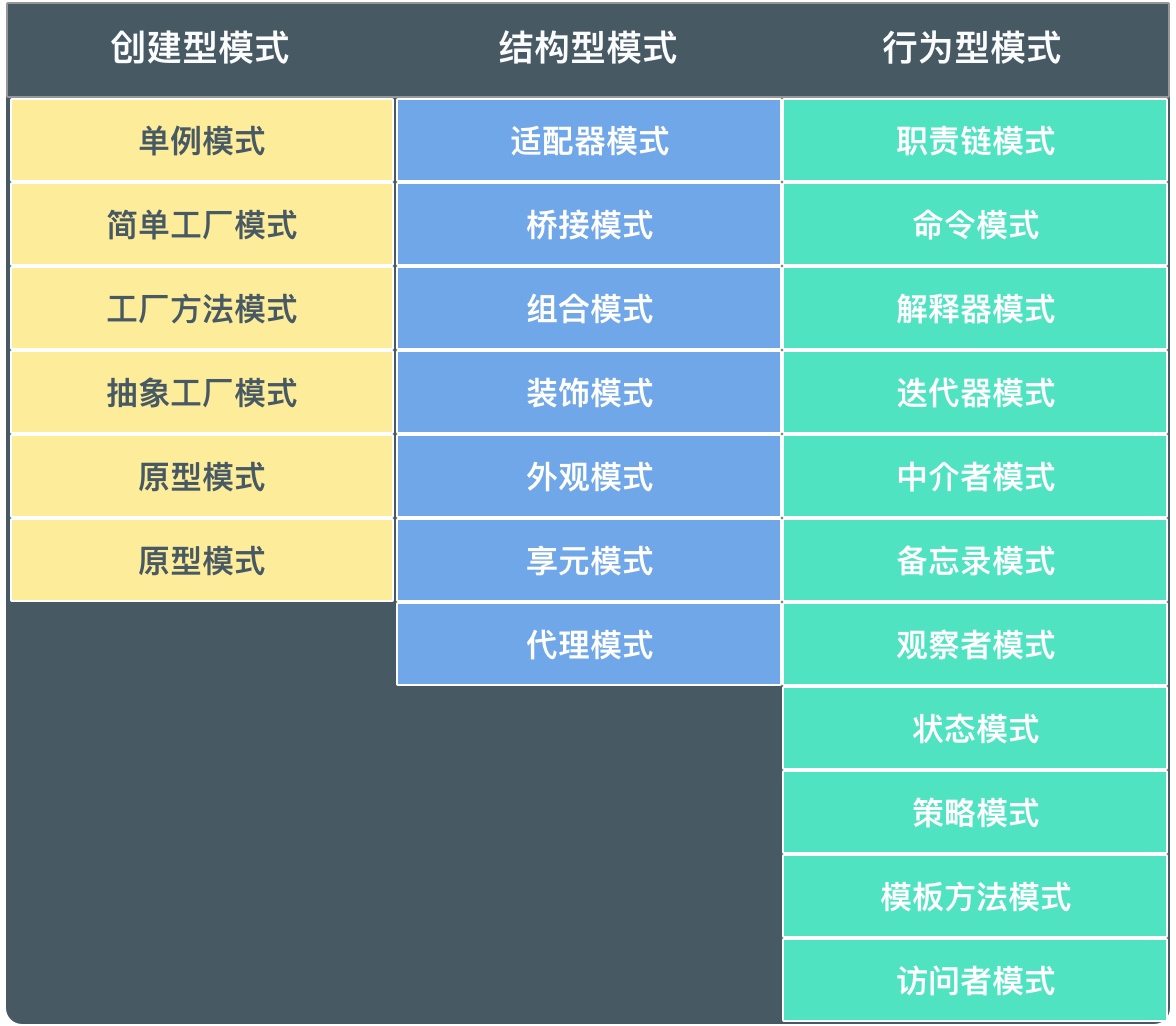 创建型模式 结构型模式 行为型模式
单例模式 适配器模式 职责链模式
简单工厂模式 桥接模式 命令模式
工厂方法模式 组合模式 解释器模式
抽象工厂模式 装饰模式 迭代器模式
原型模式 外观模式 中介者模式
原型模式 享元模式 备忘录模式
代理模式 观察者模式
状态模式
策略模式
模板方法模式
访问者模式